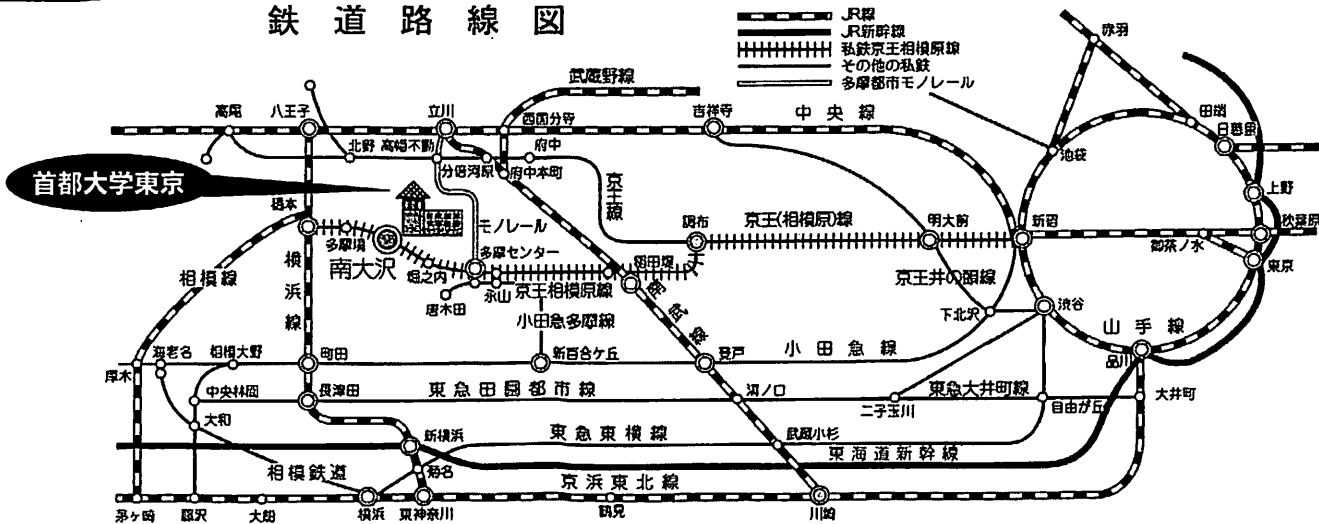 鉄道路線図
JR線
JR新幹線
私鉄京王相模原線
その他の私鉄
多摩都市モノレール
赤羽
武蔵野線
高尾
八王子
立川
西国分寺
吉祥寺
中央線
田端
日暮里
池袋
北野
高幡不動
分倍河原
府中
府中本町
京王線
首都大学東京
上野
橋本
モノレール
調布
京王(相模原)線
明大前
新宿
秋葉原
御茶ノ水
東京
多摩境
南大沢
堀之内
多摩センター
稲田堤
相模線
横浜線
唐木田
永山
京王相模原線
南武線
京王井の頭線
小田急多摩線
下北沢
渋谷
山手線
品川
厚木
海老名
相模大野
町田
新百合ケ丘
登戸
小田急線
中央林間
長津田
東急田園都市線
溝ノ口
二子玉川
東急大井町線
自由が丘
大井町
大和
新横浜
東急東横線
武蔵小杉
東海道新幹線
相模鉄道
菊名
京浜東北線
茅ヶ崎
藤沢
大船
横浜
東神奈川
鶴見
川崎